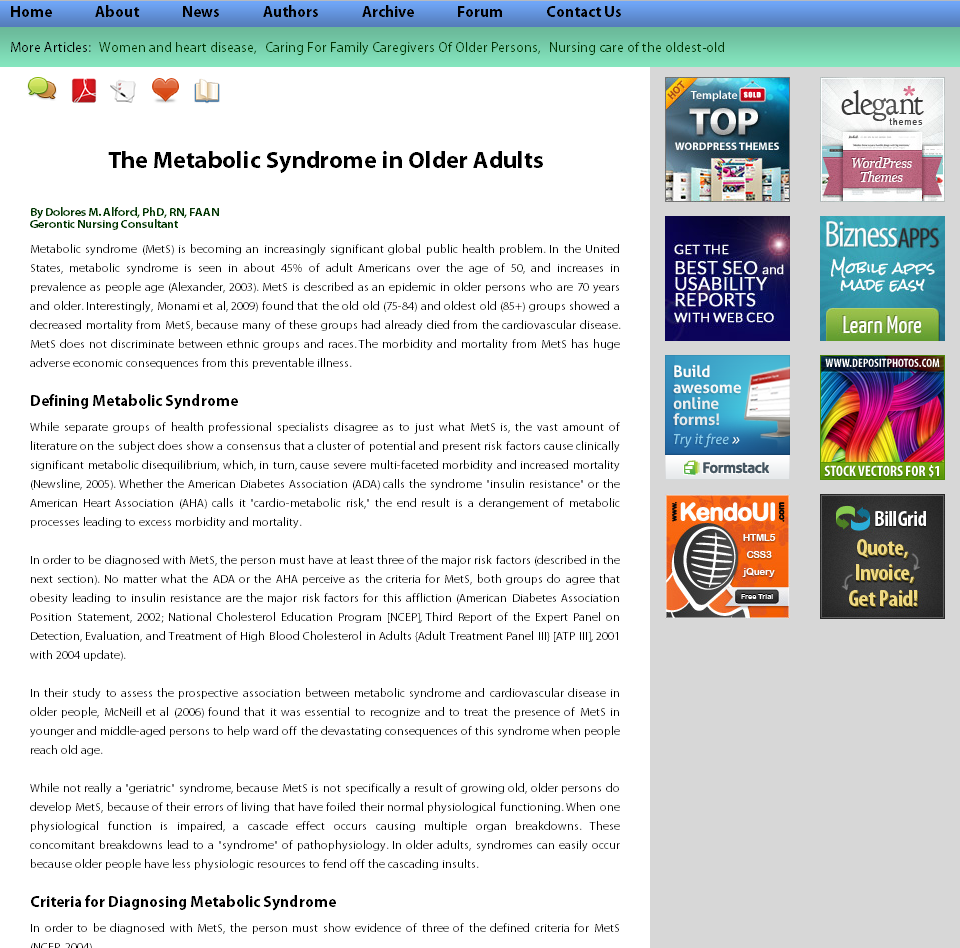 Home About News Authors Archive Forum Contact Us
More Articles: Women and heart disease, Caring For Family Caregivers Of Older Persons, Nursing care of the oldest-old
The Metabolic Syndrome in Older Adults
By Dolores M. Alford, PhD, RN, FAAN
Gerontic Nursing Consultant
Metabolic syndrome (MetS) is becoming an increasingly significant global public health problem. In the United
States, metabolic syndrome is seen in about 45% of adult Americans over the age of 50, and increases in
prevalence as people age (Alexander, 2003). MetS is described as an epidemic in older persons who are 70 years
and older. Interestingly, Monami et al, 2009) found that the old old (75-84) and oldest old (85+) groups showed a
decreased mortality from MetS, because many of these groups had already died from the cardiovascular disease.
MetS does not discriminate between ethnic groups and races. The morbidity and mortality from MetS has huge
adverse economic consequences from this preventable illness.
Defining Metabolic Syndrome
While separate groups of health professional specialists disagree as to just what MetS is, the vast amount of
literature on the subject does show a consensus that a cluster of potential and present risk factors cause clinically
significant metabolic disequilibrium, which, in turn, cause severe multi-faceted morbidity and increased mortality
(Newsline, 2005). Whether the American Diabetes Association (ADA) calls the syndrome "insulin resistance" or the
American Heart Association (AHA) calls it "cardio-metabolic risk," the end result is a derangement of metabolic
processes leading to excess morbidity and mortality.
In order to be diagnosed with MetS, the person must have at least three of the major risk factors (described in the
next section). No matter what the ADA or the AHA perceive as the criteria for MetS, both groups do agree that
obesity leading to insulin resistance are the major risk factors for this affliction (American Diabetes Association
Position Statement, 2002; National Cholesterol Education Program [NCEP], Third Report of the Expert Panel on
Detection, Evaluation, and Treatment of High Blood Cholesterol in Adults {Adult Treatment Panel III} [ATP III], 2001
with 2004 update).
In their study to assess the prospective association between metabolic syndrome and cardiovascular disease in
older people, McNeill et al (2006) found that it was essential to recognize and to treat the presence of MetS in
younger and middle-aged persons to help ward off the devastating consequences of this syndrome when people
reach old age.
While not really a "geriatric" syndrome, because MetS is not specifically a result of growing old, older persons do
develop MetS, because of their errors of living that have foiled their normal physiological functioning. When one
physiological function is impaired, a cascade effect occurs causing multiple organ breakdowns. These
concomitant breakdowns lead to a "syndrome" of pathophysiology. In older adults, syndromes can easily occur
because older people have less physiologic resources to fend off the cascading insults.
Criteria for Diagnosing Metabolic Syndrome
In order to be diagnosed with MetS, the person must show evidence of three of the defined criteria for MetS
(NCEP, 2004)
HOT
Template SOLD
TOP
WORDPRESS THEMES
elegant
themes
WordPress
Themes
GET THE
BEST SEO and
USABILITY
REPORTS
WITH WEB CEO
BiznessAPPS
Mobile apps
made easy
Learn More
Build
awesome
online
forms!
Try it free »
Formstack
WWW.DEPOSITPHOTOS.COM
STOCK VECTORS FOR $1
www.KendoUI.com
HTML5
CSS3
jQuery
Free Trial
Bill Grid
Quote,
Invoice,
Get Paid!